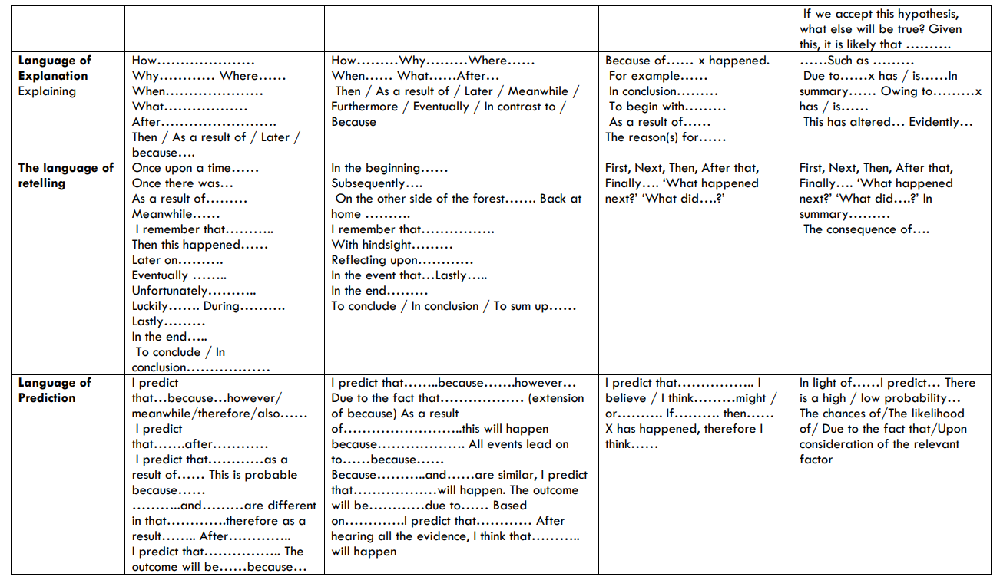 If we accept this hypothesis,
what else will be true? Given
this, it is likely that ……….
Language of
Explanation
Explaining
How…………………
Why………… Where……
When…………………
What………………
After…………………….
Then / As a result of / Later /
because….
How………Why………Where……
When…… What……After…
Then / As a result of / Later / Meanwhile /
Furthermore / Eventually / In contrast to /
Because
Because of…… x happened.
For example……
In conclusion………
To begin with………
As a result of……
The reason(s) for……
……Such as ………
Due to……x has / is……In
summary…… Owing to………x
has / is……
This has altered… Evidently…
The language of
retelling
Once upon a time……
Once there was…
As a result of………
Meanwhile……
I remember that………..
Then this happened……
Later on……….
Eventually ……..
Unfortunately………..
Luckily……. During……….
Lastly………
In the end…..
To conclude / In
conclusion………………
In the beginning……
Subsequently….
On the other side of the forest……. Back at
home ……….
I remember that…………….
With hindsight………
Reflecting upon…………
In the event that…Lastly…..
In the end………
To conclude / In conclusion / To sum up……
First, Next, Then, After that,
Finally…. ‘What happened
next?’ ‘What did….?’
First, Next, Then, After that,
Finally…. ‘What happened
next?’ ‘What did….?’ In
summary………
The consequence of….
Language of
Prediction
I predict
that…because…however/
meanwhile/therefore/also……
I predict
that…….after…………
I predict that…………as a
result of…… This is probable
because……
………..and………are different
in that………….therefore as a
result…….. After…………..
I predict that…………….. The
outcome will be……because…
I predict that……..because…….however…
Due to the fact that……………… (extension
of because) As a result
of……………………..this will happen
because………………. All events lead on
to……because……
Because………..and……are similar, I predict
that………………will happen. The outcome
will be…………due to…… Based
on………….I predict that………… After
hearing all the evidence, I think that………..
will happen
I predict that…………….. I
believe / I think………might /
or………. If………. then……
X has happened, therefore I
think……
In light of……I predict… There
is a high / low probability…
The chances of/The likelihood
of/ Due to the fact that/Upon
consideration of the relevant
factor